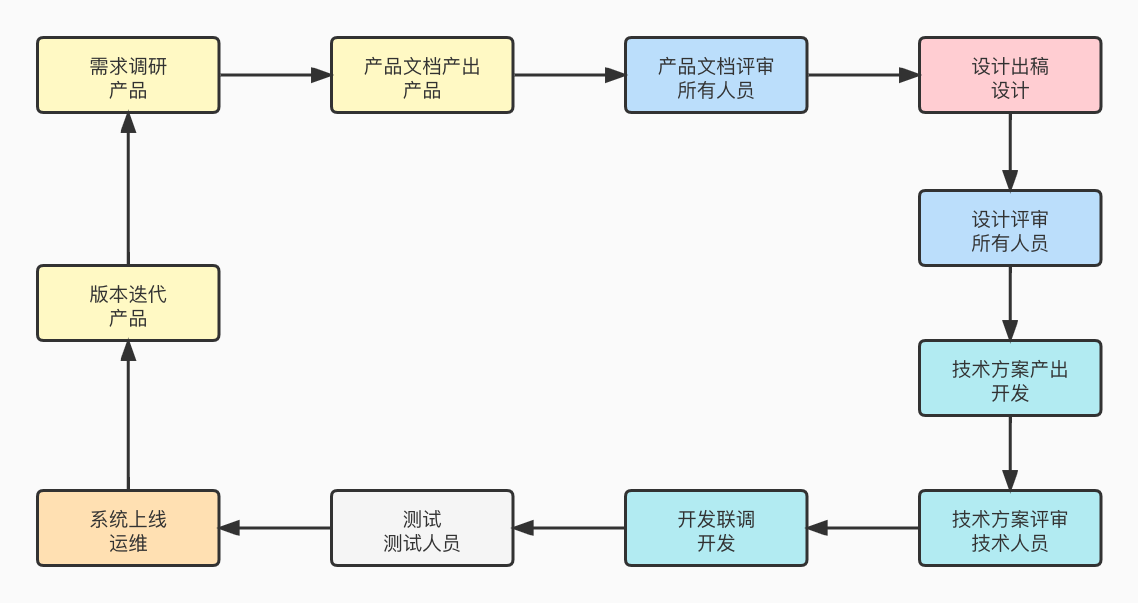 需求调研
产品
产品文档产出
产品
产品文档评审
所有人员
设计出稿
设计
设计评审
所有人员
版本迭代
产品
技术方案产出
开发
系统上线
运维
测试
测试人员
开发联调
开发
技术方案评审
技术人员